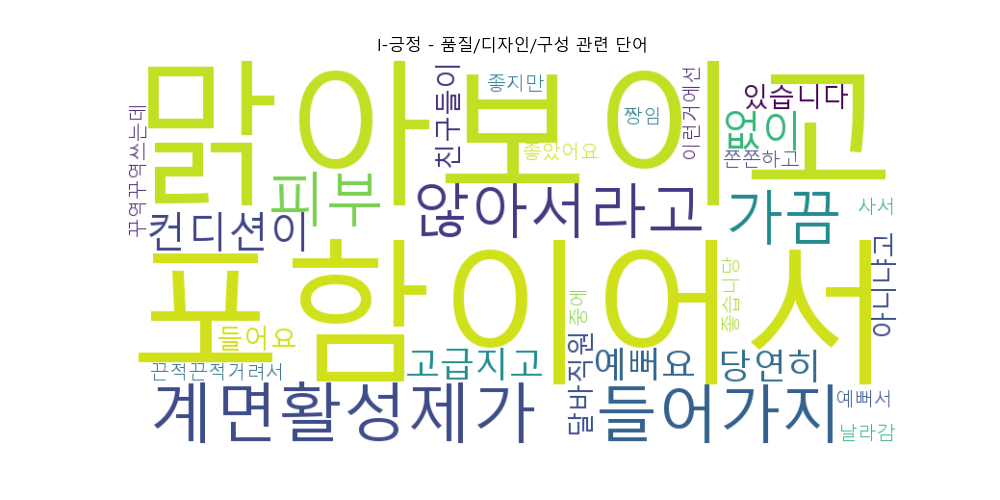 I-긍정 - 품질/디자인/구성 관련 단어
맑아보이고
포함이어서
꾸역꾸역쓰는데
친구들이
좋지만
짱임
이런거에선
있습니다
없이
좋았어요
쫀쫀하고
피부
않아서라고
가끔
사서
컨디션이
아니냐고
들어요
중에
좋습니당
끈적끈적거려서
고급지고
달바직원
예뻐요
당연히
계면활성제가
들어가지
예뻐서
날라감